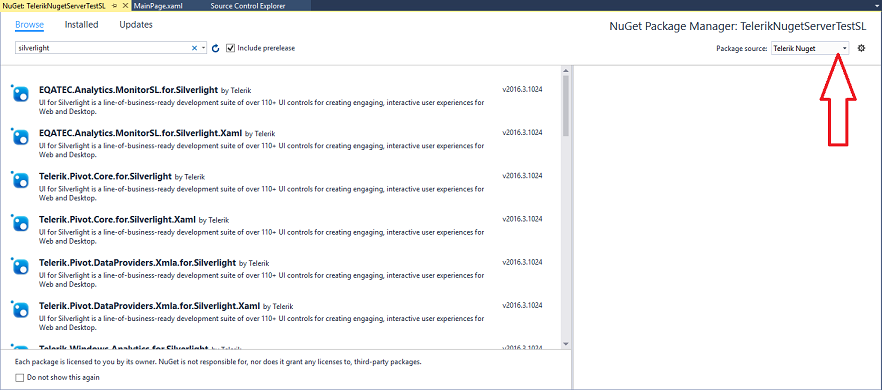 NuGet: TelerikNugetServerTestSL MainPage.xaml Source Control Explorer
Browse Installed Updates NuGet Package Manager: TelerikNugetServerTestSL
silverlight Include prerelease Package source: Telerik Nuget
EQATEC.Analytics.MonitorSL.for.Silverlight by Telerik v2016.3.1024
UI for Silverlight is a line-of-business-ready development suite of over 110+ UI controls for creating engaging, interactive user experiences for
Web and Desktop.
EQATEC.Analytics.MonitorSL.for.Silverlight.Xaml by Telerik v2016.3.1024
UI for Silverlight is a line-of-business-ready development suite of over 110+ UI controls for creating engaging, interactive user experiences for
Web and Desktop.
Telerik.Pivot.Core.for.Silverlight by Telerik v2016.3.1024
UI for Silverlight is a line-of-business-ready development suite of over 110+ UI controls for creating engaging, interactive user experiences for
Web and Desktop.
Telerik.Pivot.Core.for.Silverlight.Xaml by Telerik v2016.3.1024
UI for Silverlight is a line-of-business-ready development suite of over 110+ UI controls for creating engaging, interactive user experiences for
Web and Desktop.
Telerik.Pivot.DataProviders.Xmla.for.Silverlight by Telerik v2016.3.1024
UI for Silverlight is a line-of-business-ready development suite of over 110+ UI controls for creating engaging, interactive user experiences for
Web and Desktop.
Telerik.Pivot.DataProviders.Xmla.for.Silverlight.Xaml by Telerik v2016.3.1024
UI for Silverlight is a line-of-business-ready development suite of over 110+ UI controls for creating engaging, interactive user experiences for
Web and Desktop.
Telerik.Windows.Analytics.for.Silverlight by Telerik v2016.3.1024
Each package is licensed to you by its owner. NuGet is not responsible for, nor does it grant any licenses to, third-party packages.
Do not show this again